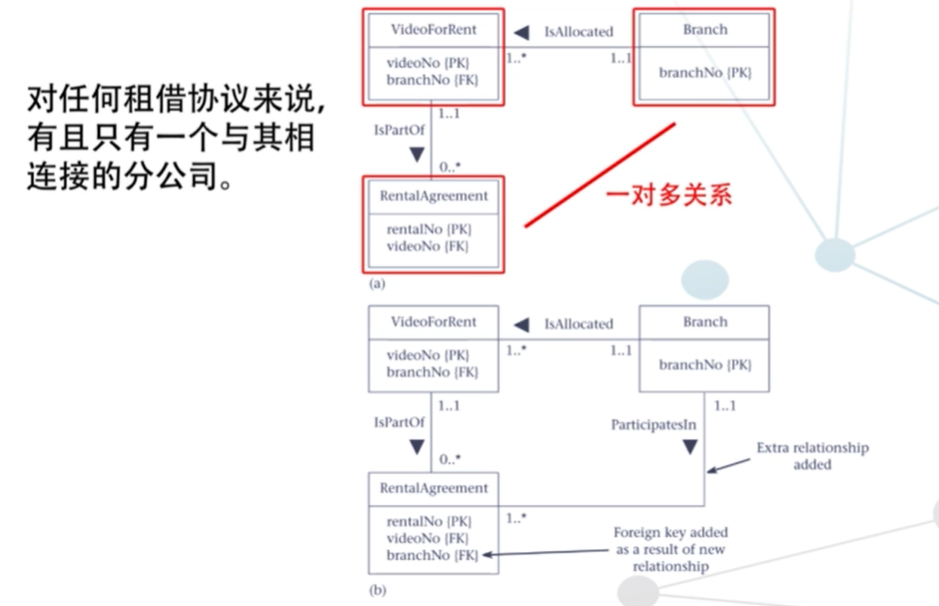 对任何租借协议来说,
有且只有一个与其相
连接的分公司。
VideoForRent
IsAllocated
Branch
videoNo {PK}
branchNo {FK}
1..*
1..1
branchNo {PK}
1..1
IsPartOf
0..*
RentalAgreement
一对多关系
rentalNo {PK}
videoNo {FK}
(a)
VideoForRent
IsAllocated
Branch
videoNo {PK}
branchNo {FK}
1..*
1..1
branchNo {PK}
1..1
IsPartOf
0..*
1..1
ParticipatesIn
Extra relationship
added
RentalAgreement
rentalNo {PK}
videoNo {FK}
branchNo {FK}
1..*
Foreign key added
as a result of new
relationship
(b)